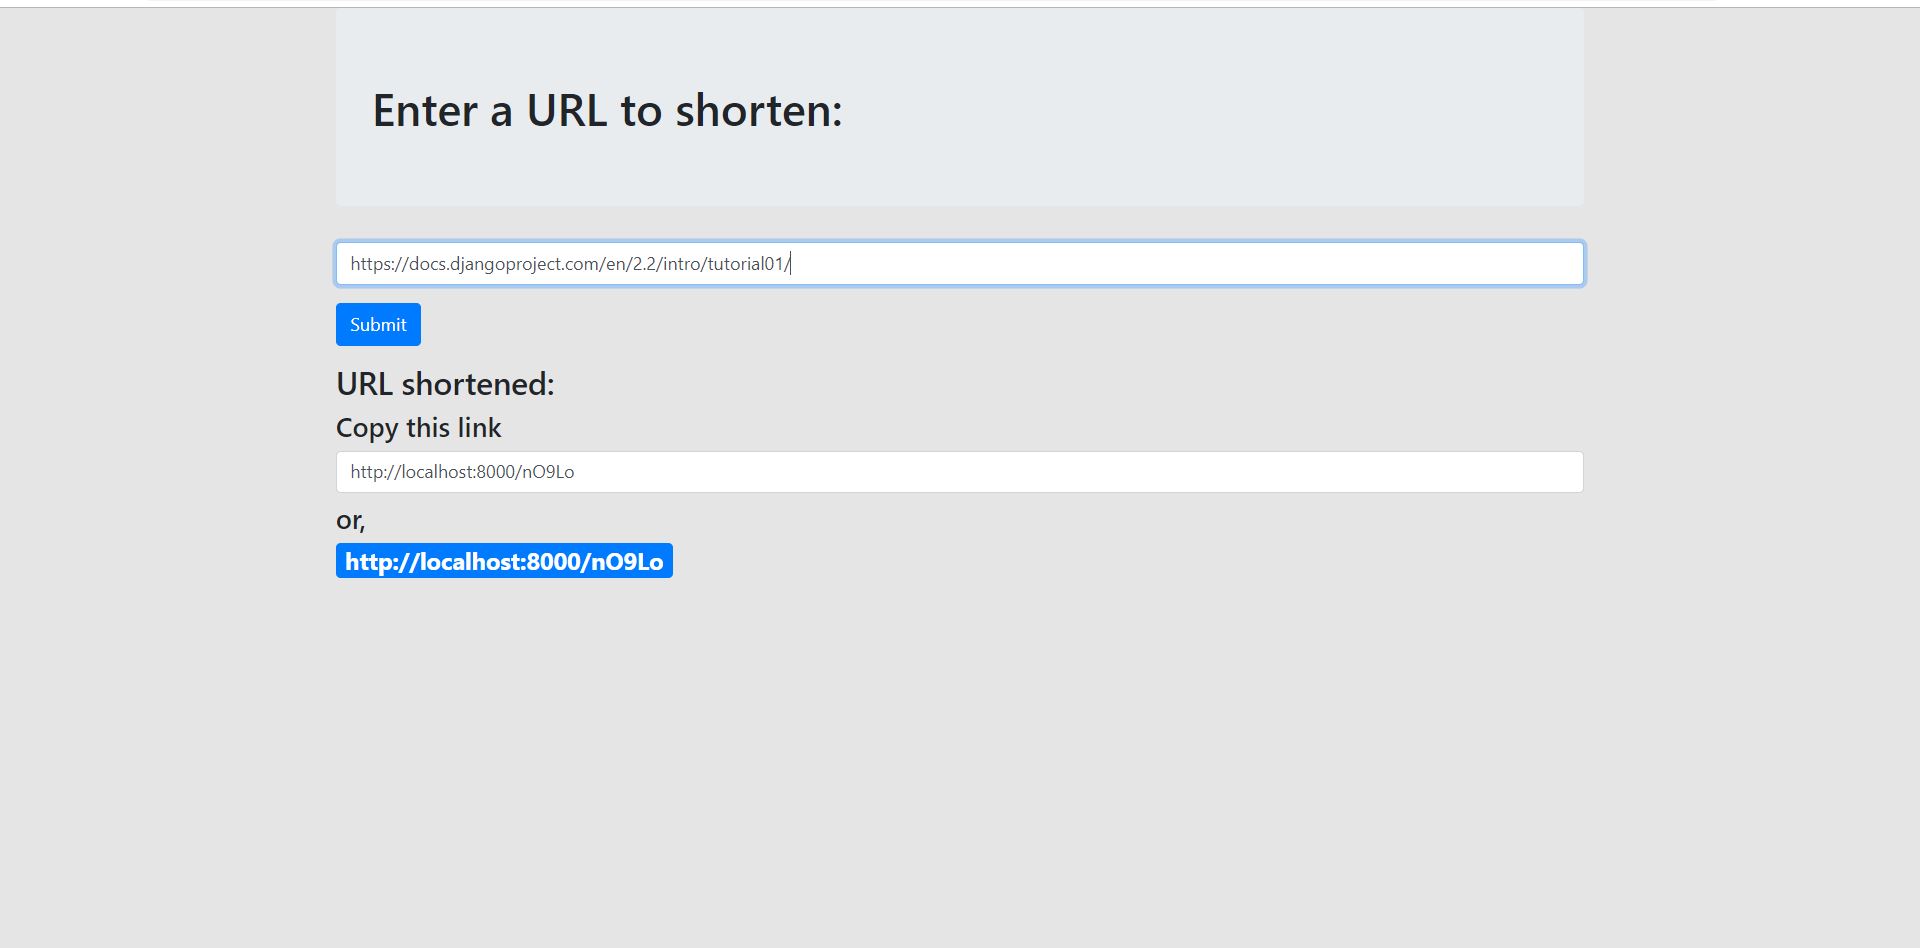 Enter a URL to shorten:
https://docs.djangoproject.com/en/2.2/intro/tutorial01/
Submit
URL shortened:
Copy this link
http://localhost:8000/nO9Lo
or,
http://localhost:8000/nO9Lo